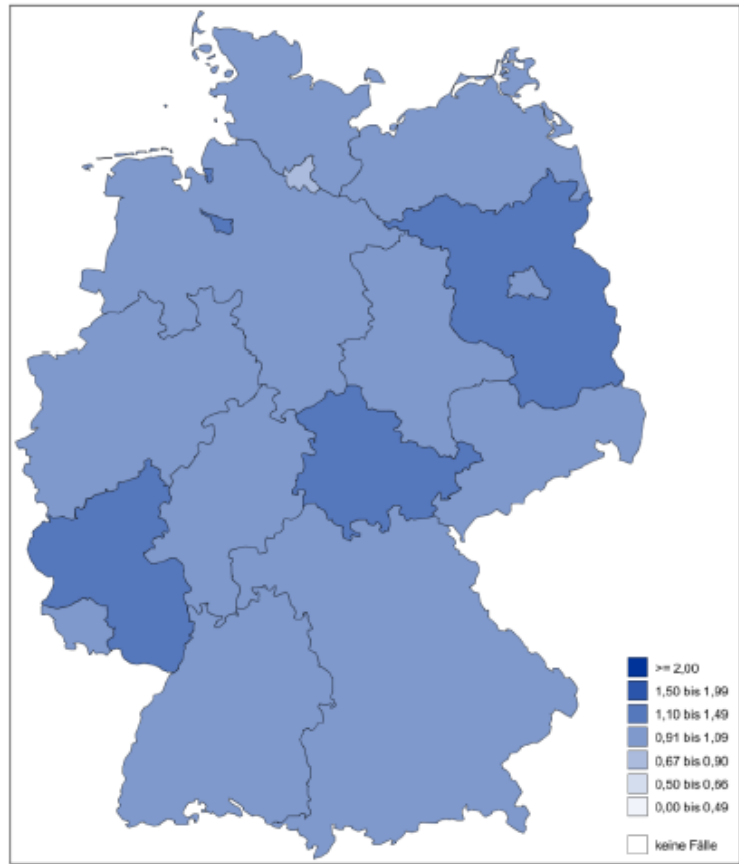 >= 2,00
1,50 bis 1,99
1,10 bis 1,49
0,91 bis 1,09
0,67 bis 0,90
0,50 bis 0,66
0,00 bis 0,49
keine Fälle